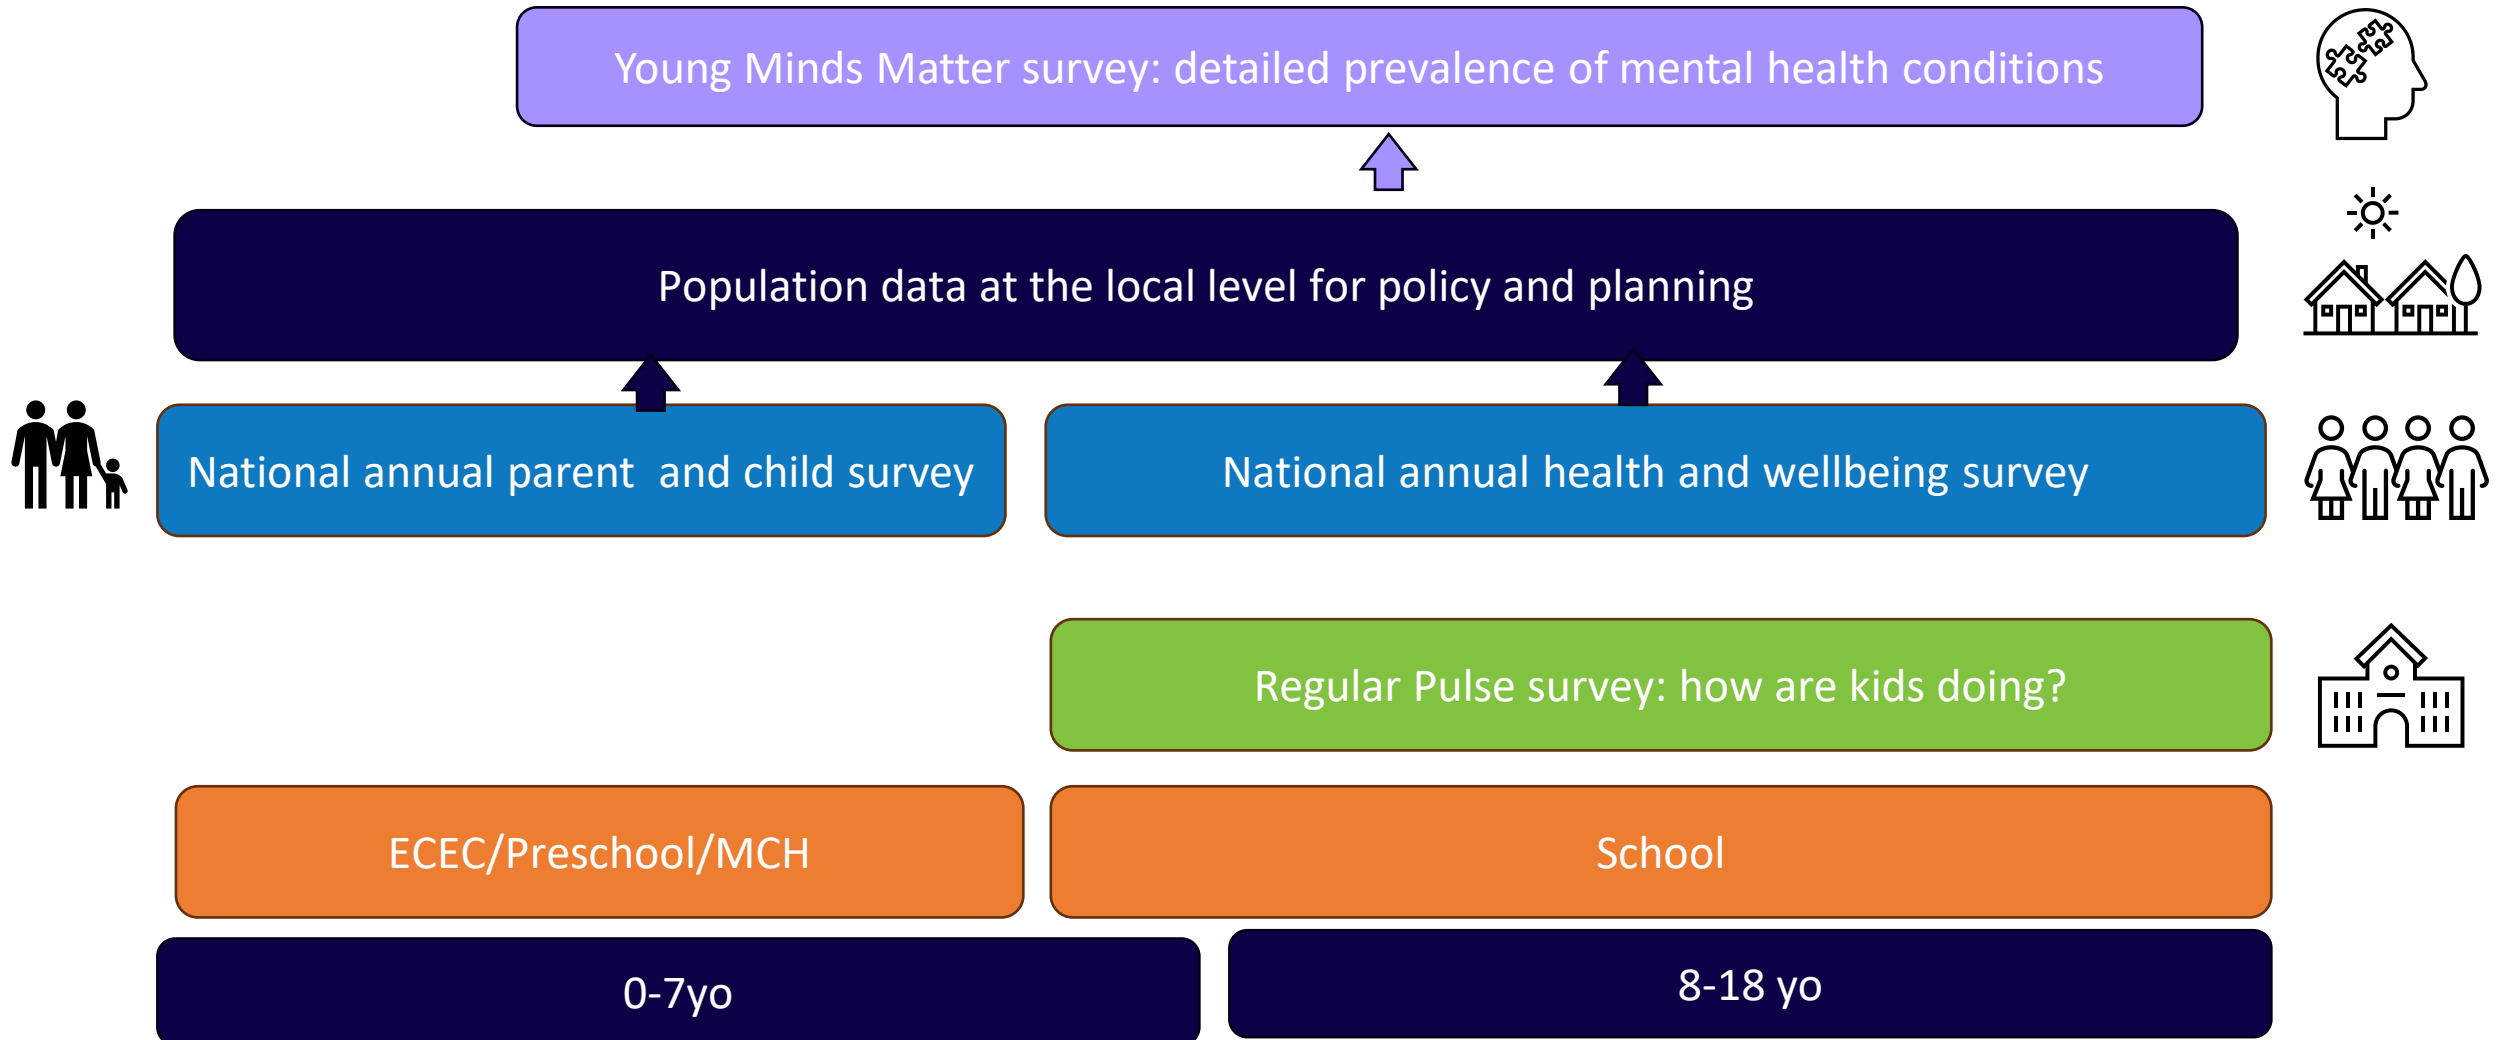 Young Minds Matter survey: detailed prevalence of mental health conditions
Population data at the local level for policy and planning
National annual parent  and child survey
National annual health and wellbeing survey
Regular Pulse survey: how are kids doing?
ECEC/Preschool/MCH
School
0-7yo
8-18 yo